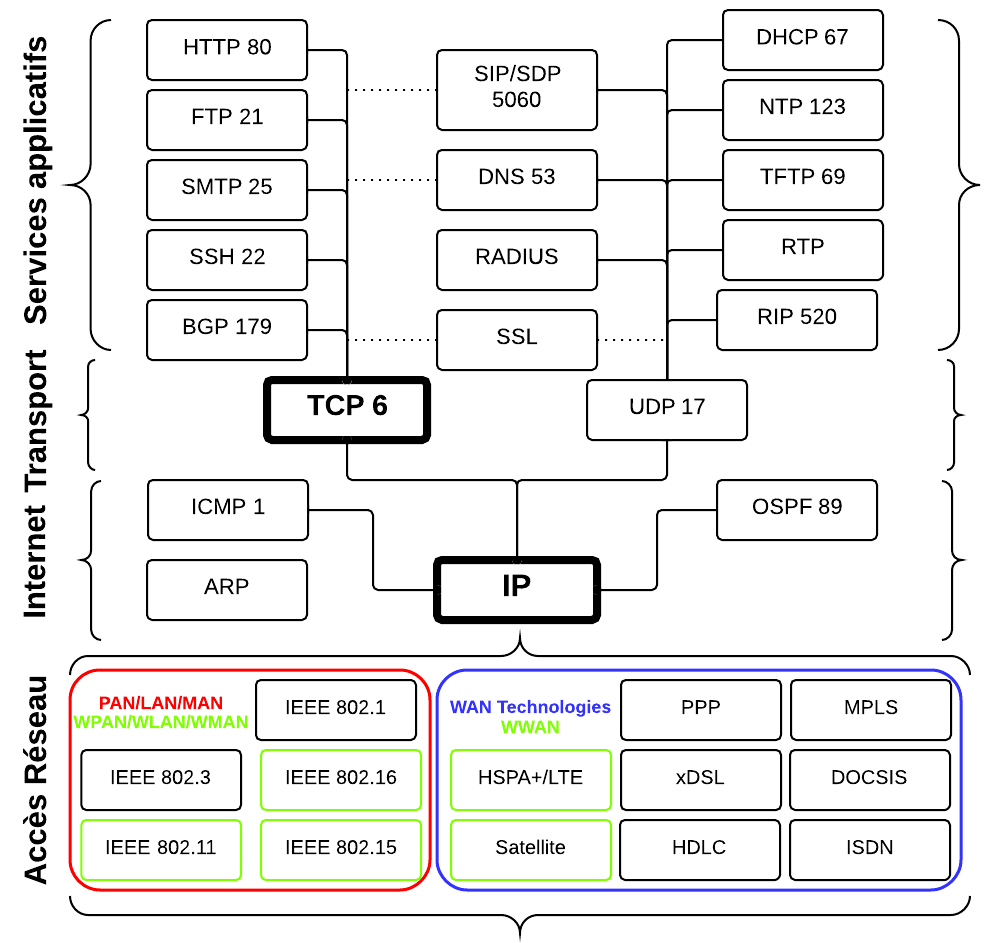 Services applicatifs
HTTP 80
FTP 21
SMTP 25
SSH 22
BGP 179
SIP/SDP
5060
DNS 53
RADIUS
SSL
DHCP 67
NTP 123
TFTP 69
RTP
RIP 520
Transport
TCP 6
UDP 17
Internet
ICMP 1
ARP
IP
OSPF 89
Accès Réseau
PAN/LAN/MAN
WPAN/WLAN/WMAN
IEEE 802.1
IEEE 802.3
IEEE 802.16
IEEE 802.11
IEEE 802.15
WAN Technologies
WWAN
PPP
MPLS
HSPA+/LTE
xDSL
DOCSIS
Satellite
HDLC
ISDN